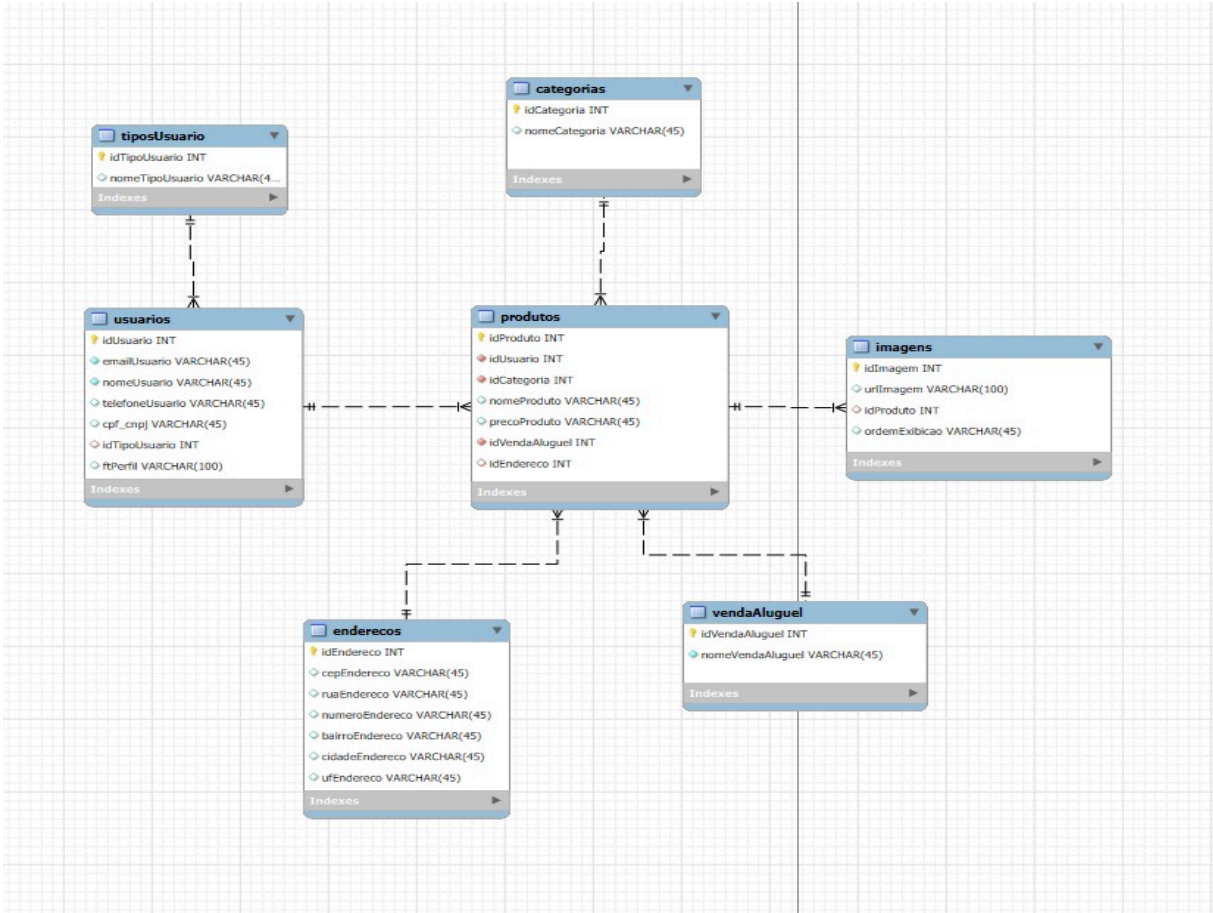 categorias
idCategoria INT
nomeCategoria VARCHAR(45)
Indexes
tiposUsuario
idTipoUsuario INT
nomeTipoUsuario VARCHAR(4...
Indexes
usuarios
idUsuario INT
emailUsuario VARCHAR(45)
nomeUsuario VARCHAR(45)
telefoneUsuario VARCHAR(45)
cpf_cnpj VARCHAR(45)
idTipoUsuario INT
ftPerfil VARCHAR(100)
Indexes
produtos
idProduto INT
idUsuario INT
idCategoria INT
nomeProduto VARCHAR(45)
precoProduto VARCHAR(45)
idVendaAluguel INT
idEndereco INT
Indexes
imagens
idImagem INT
urlImagem VARCHAR(100)
idProduto INT
ordemExibicao VARCHAR(45)
Indexes
enderecos
idEndereco INT
cepEndereco VARCHAR(45)
ruaEndereco VARCHAR(45)
numeroEndereco VARCHAR(45)
bairroEndereco VARCHAR(45)
cidadeEndereco VARCHAR(45)
ufEndereco VARCHAR(45)
Indexes
vendaAluguel
idVendaAluguel INT
nomeVendaAluguel VARCHAR(45)
Indexes